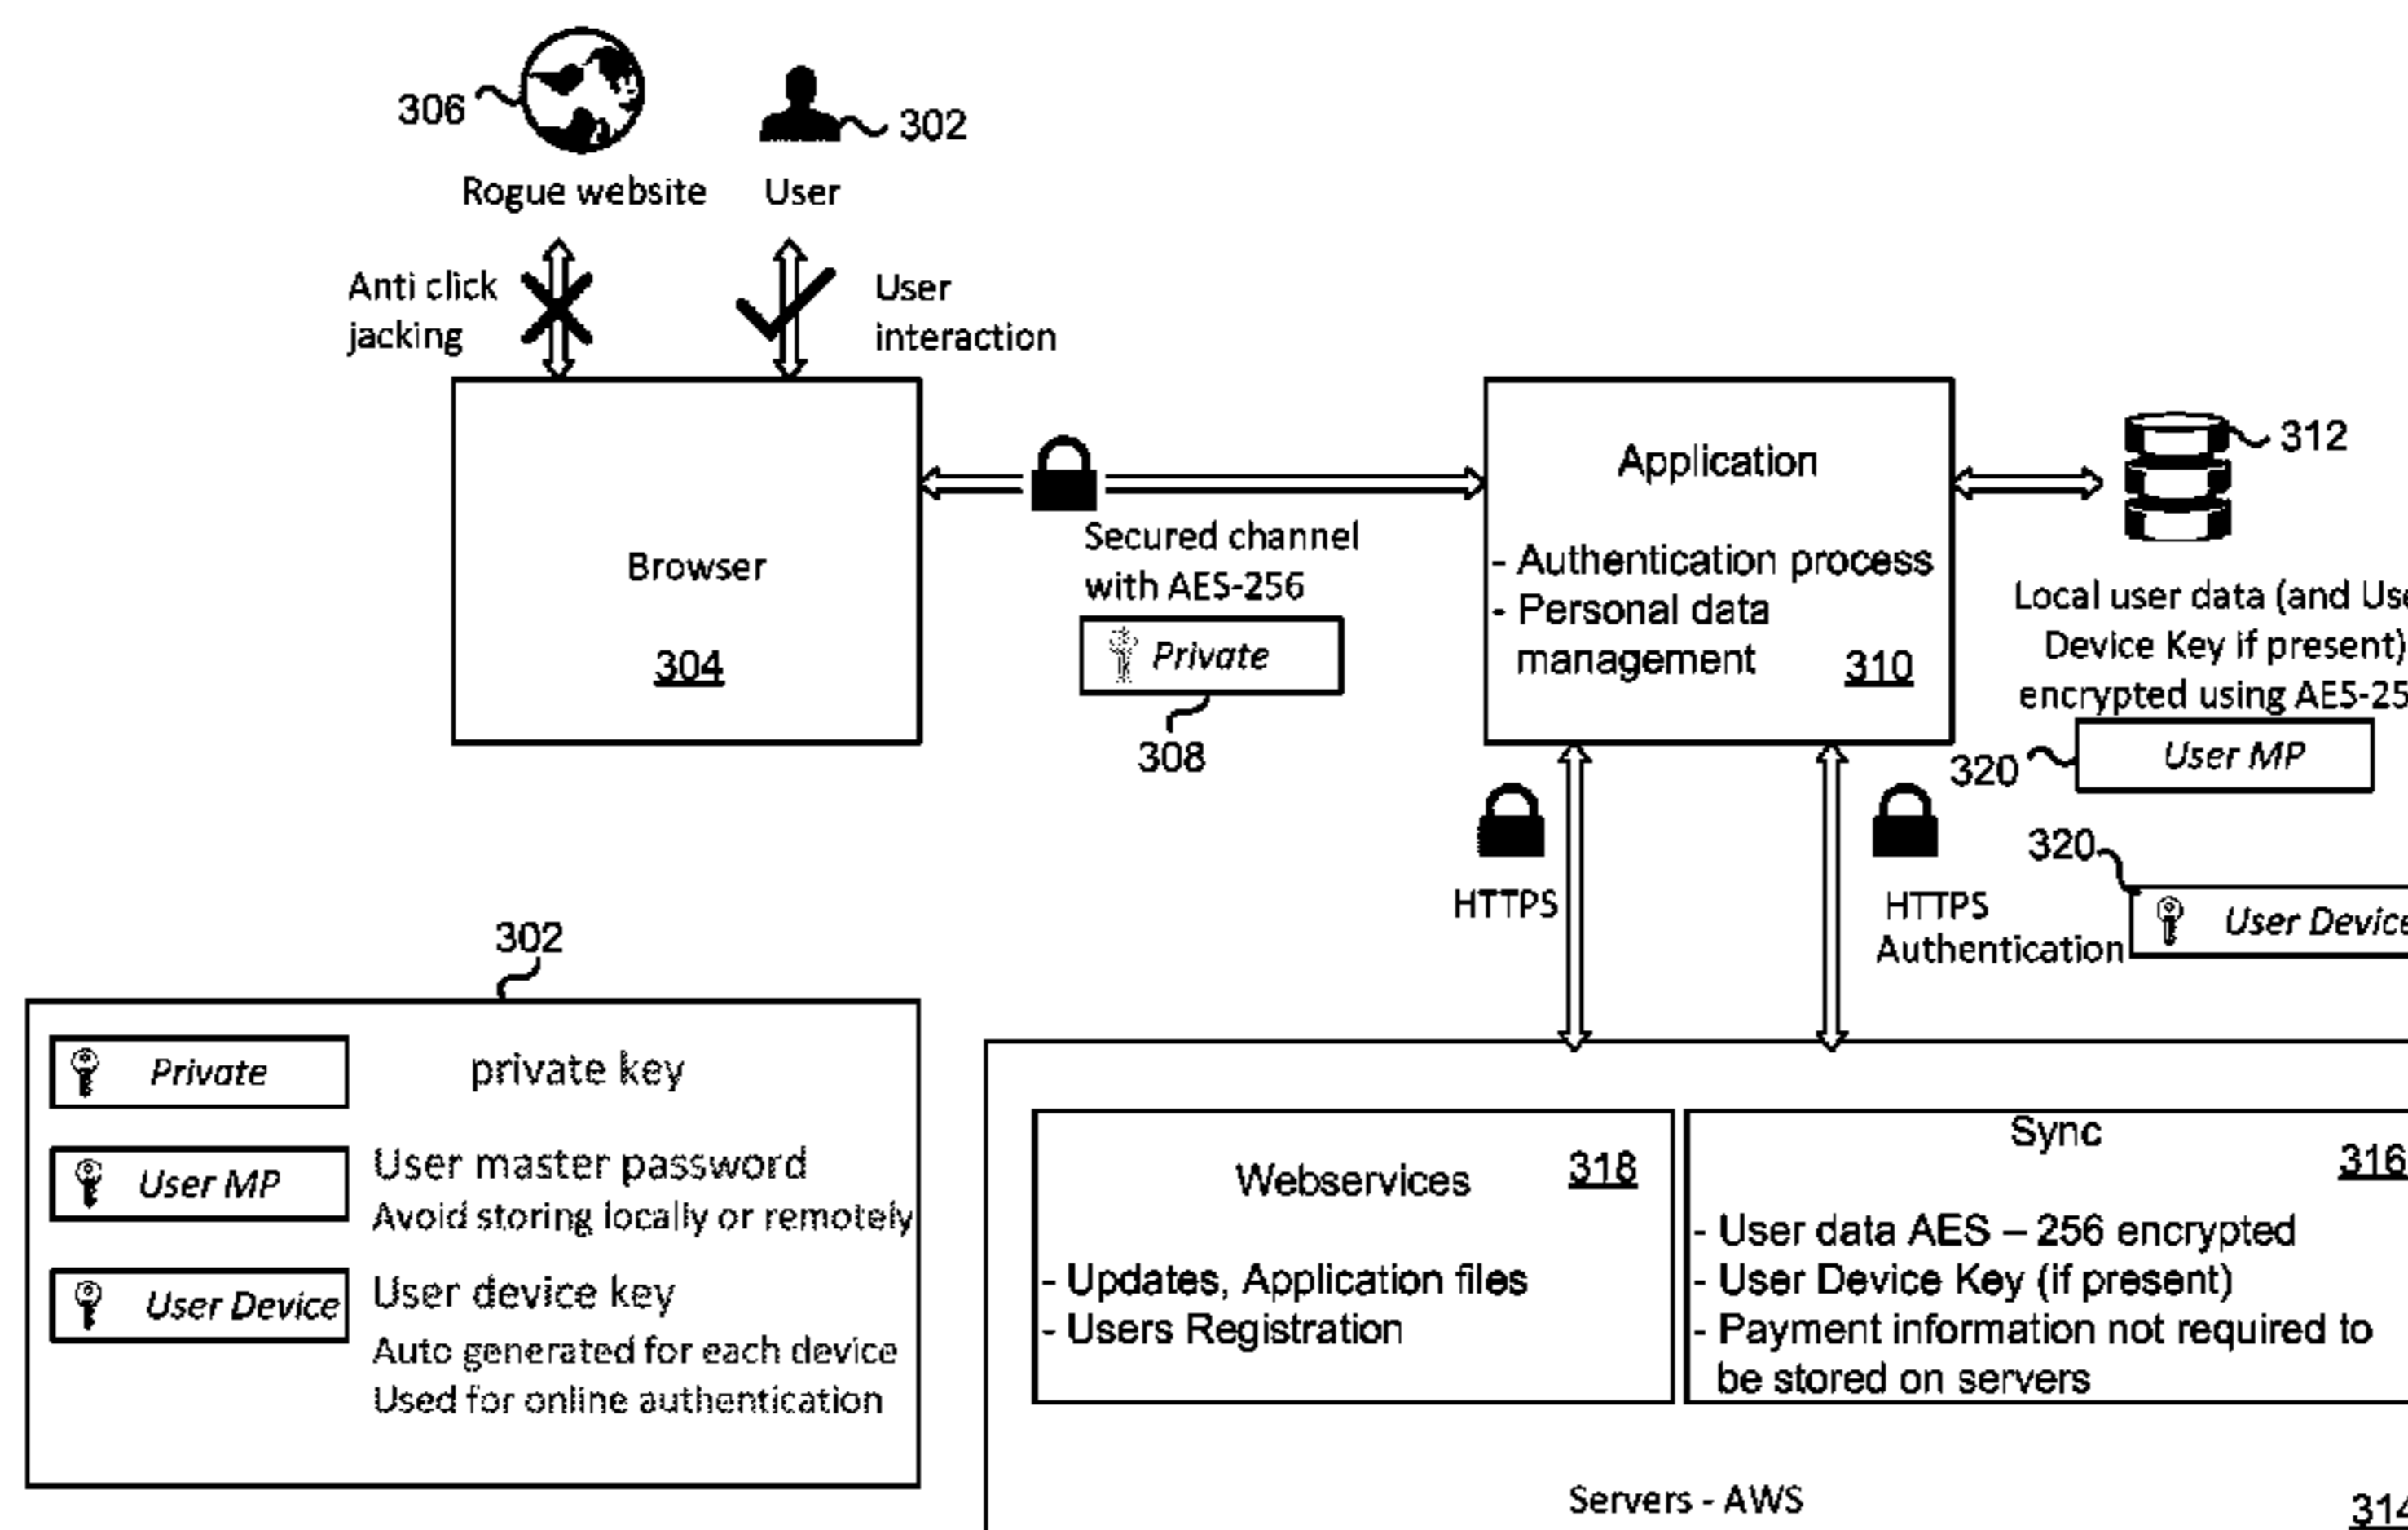 306
302
Rogue website
User
Anti click
jacking
User
interaction
Browser
304
Secured channel
with AES-256
Private
308
Application
- Authentication process
- Personal data
management
310
312
Local user data (and Use
Device Key if present)
encrypted using AES-25
320
User MP
320
User Device
HTTPS
HTTPS
Authentication
302
Private
private key
User MP
User master password
Avoid storing locally or remotely
User Device
User device key
Auto generated for each device
Used for online authentication
Webservices
318
- Updates, Application files
- Users Registration
Sync
316
- User data AES – 256 encrypted
- User Device Key (if present)
- Payment information not required to
be stored on servers
Servers - AWS
314